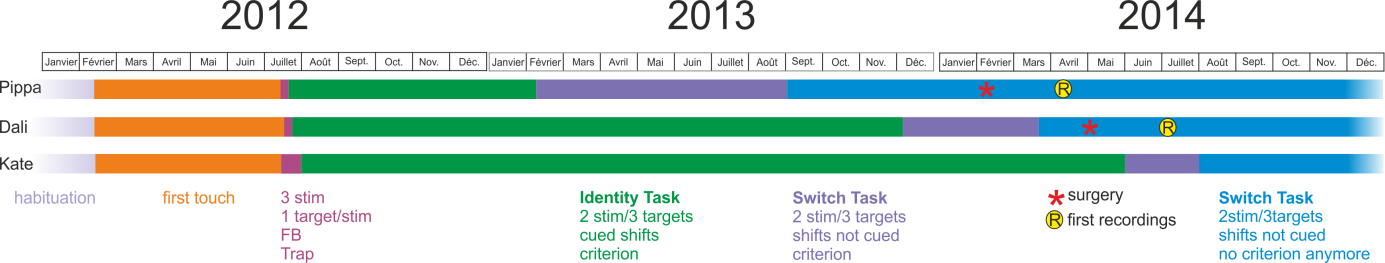 2012 2013 2014
Janvier Février Mars Avril Mai Juin Juillet Août Sept. Oct. Nov. Déc. Janvier Février Mars Avril Mai Juin Juillet Août Sept. Oct. Nov. Déc. Janvier Février Mars Avril Mai Juin Juillet Août Sept. Oct. Nov. Déc.
Pippa
R
Dali
R
Kate
habituation
first touch
3 stim
1 target/stim
FB
Trap
Identity Task
2 stim/3 targets
cued shifts
criterion
Switch Task
2 stim/3 targets
shifts not cued
criterion
* surgery
R first recordings
Switch Task
2stim/3targets
shifts not cued
no criterion anymore